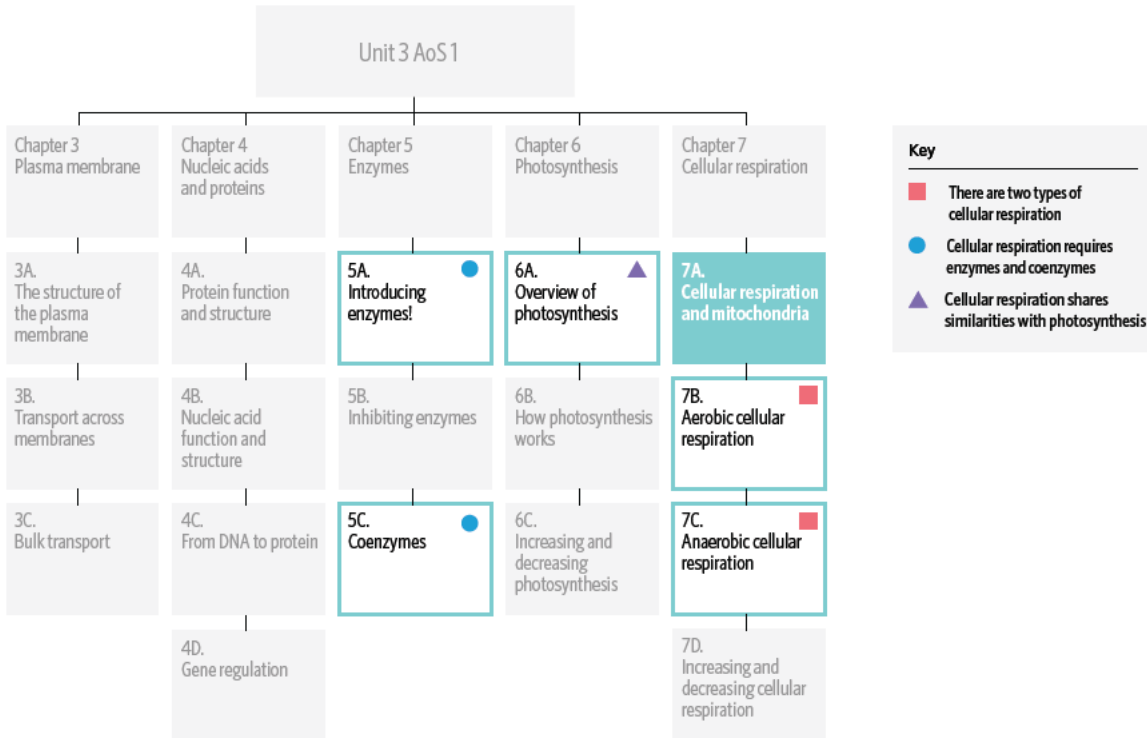 Unit 3 AoS 1
Chapter 3
Plasma membrane
Chapter 4
Nucleic acids
and proteins
Chapter 5
Enzymes
Chapter 6
Photosynthesis
Chapter 7
Cellular respiration
3A.
The structure of
the plasma
membrane
4A.
Protein function
and structure
5A.
Introducing
enzymes!
6A.
Overview of
photosynthesis
7A.
Cellular respiration
and mitochondria
3B.
Transport across
membranes
4B.
Nucleic acid
function and
structure
5B.
Inhibiting enzymes
6B.
How photosynthesis
works
7B.
Aerobic cellular
respiration
3C.
Bulk transport
4C.
From DNA to protein
5C.
Coenzymes
6C.
Increasing and
decreasing
photosynthesis
7C.
Anaerobic cellular
respiration
4D.
Gene regulation
7D.
Increasing and
decreasing cellular
respiration
Key
There are two types of
cellular respiration
Cellular respiration requires
enzymes and coenzymes
Cellular respiration shares
similarities with photosynthesis